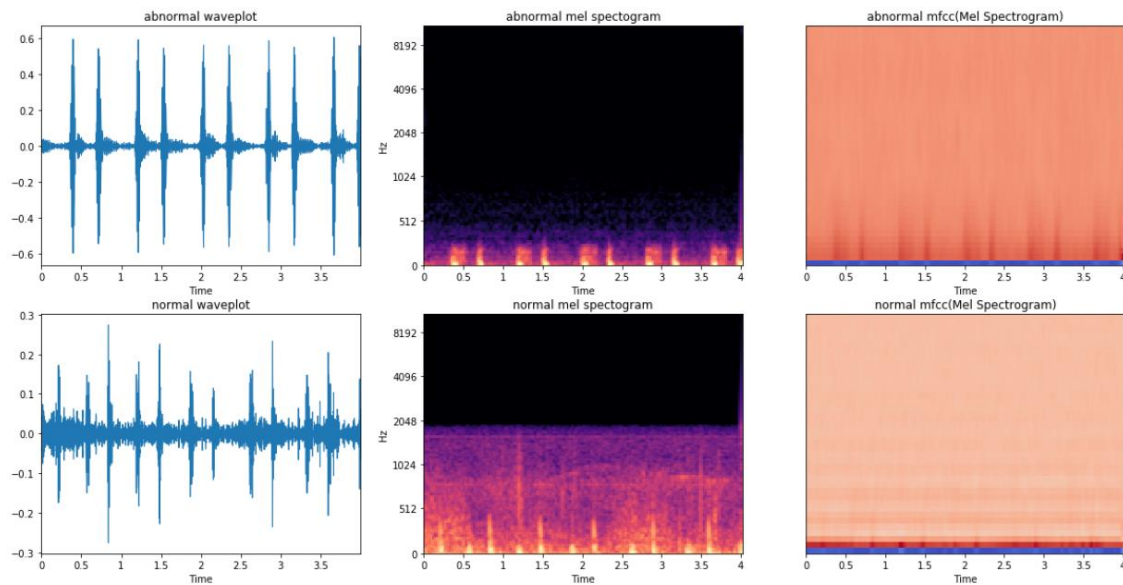 abnormal waveplot
0.6
0.4
0.2
0.0
−0.2
−0.4
−0.6
0 0.5 1 1.5 2 2.5 3 3.5
Time
abnormal mel spectogram
8192
4096
2048
1024
512
0
Hz
0 0.5 1 1.5 2 2.5 3 3.5 4
Time
abnormal mfcc(Mel Spectrogram)
0 0.5 1 1.5 2 2.5 3 3.5 4
Time
normal waveplot
0.3
0.2
0.1
0.0
−0.1
−0.2
−0.3
0 0.5 1 1.5 2 2.5 3 3.5
Time
normal mel spectogram
8192
4096
2048
1024
512
0
Hz
0 0.5 1 1.5 2 2.5 3 3.5 4
Time
normal mfcc(Mel Spectrogram)
0 0.5 1 1.5 2 2.5 3 3.5 4
Time